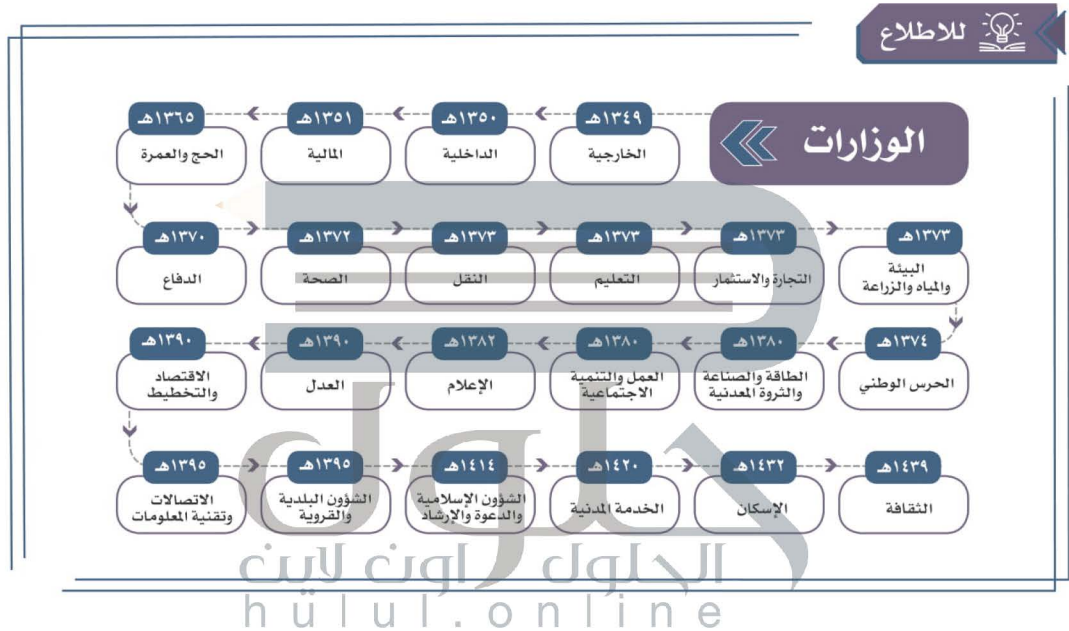 للاطلاع
الوزارات
١٣٤٩هـ
الخارجية
١٣٥٠هـ
الداخلية
١٣٥١هـ
المالية
١٣٦٥هـ
الحج والعمرة
١٣٧٠هـ
الدفاع
١٣٧٢هـ
الصحة
١٣٧٣هـ
النقل
١٣٧٣هـ
التعليم
١٣٧٣هـ
التجارة والاستثمار
١٣٧٣هـ
البيئة
والمياه والزراعة
١٣٧٤هـ
الحرس الوطني
١٣٨٠هـ
الطاقة والصناعة
والثروة المعدنية
١٣٨٠هـ
العمل والتنمية
الاجتماعية
١٣٨٢هـ
الإعلام
١٣٩٠هـ
العدل
١٣٩٠هـ
الاقتصاد
والتخطيط
١٣٩٥هـ
الاتصالات
وتقنية المعلومات
١٣٩٥هـ
الشؤون البلدية
والقروية
١٤١٤هـ
الشؤون الإسلامية
والدعوة والإرشاد
١٤٢٠هـ
الخدمة المدنية
١٤٣٢هـ
الإسكان
١٤٣٩هـ
الثقافة
حلول
الحلول اون لاين
hulul.online